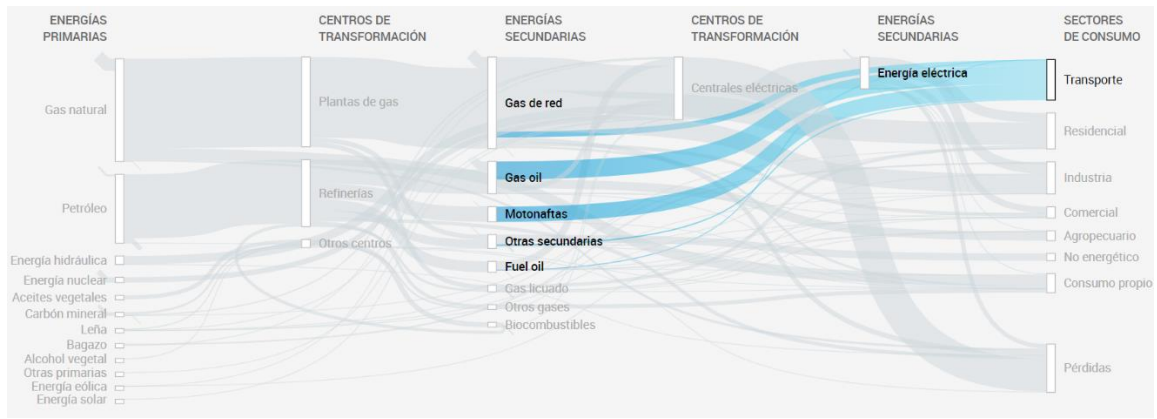 ENERGÍAS
PRIMARIAS
CENTROS DE
TRANSFORMACIÓN
ENERGÍAS
SECUNDARIAS
CENTROS DE
TRANSFORMACIÓN
ENERGÍAS
SECUNDARIAS
SECTORES
DE CONSUMO
Gas natural
Petróleo
Energía hidráulica
Energía nuclear
Aceites vegetales
Carbón mineral
Leña
Bagazo
Alcohol vegetal
Otras primarias
Energía eólica
Energía solar
Plantas de gas
Refinerías
Otros centros
Gas de red
Gas oil
Motonaftas
Otras secundarias
Fuel oil
Gas licuado
Otros gases
Biocombustibles
Centrales eléctricas
Energía eléctrica
Transporte
Residencial
Industria
Comercial
Agropecuario
No energético
Consumo propio
Pérdidas